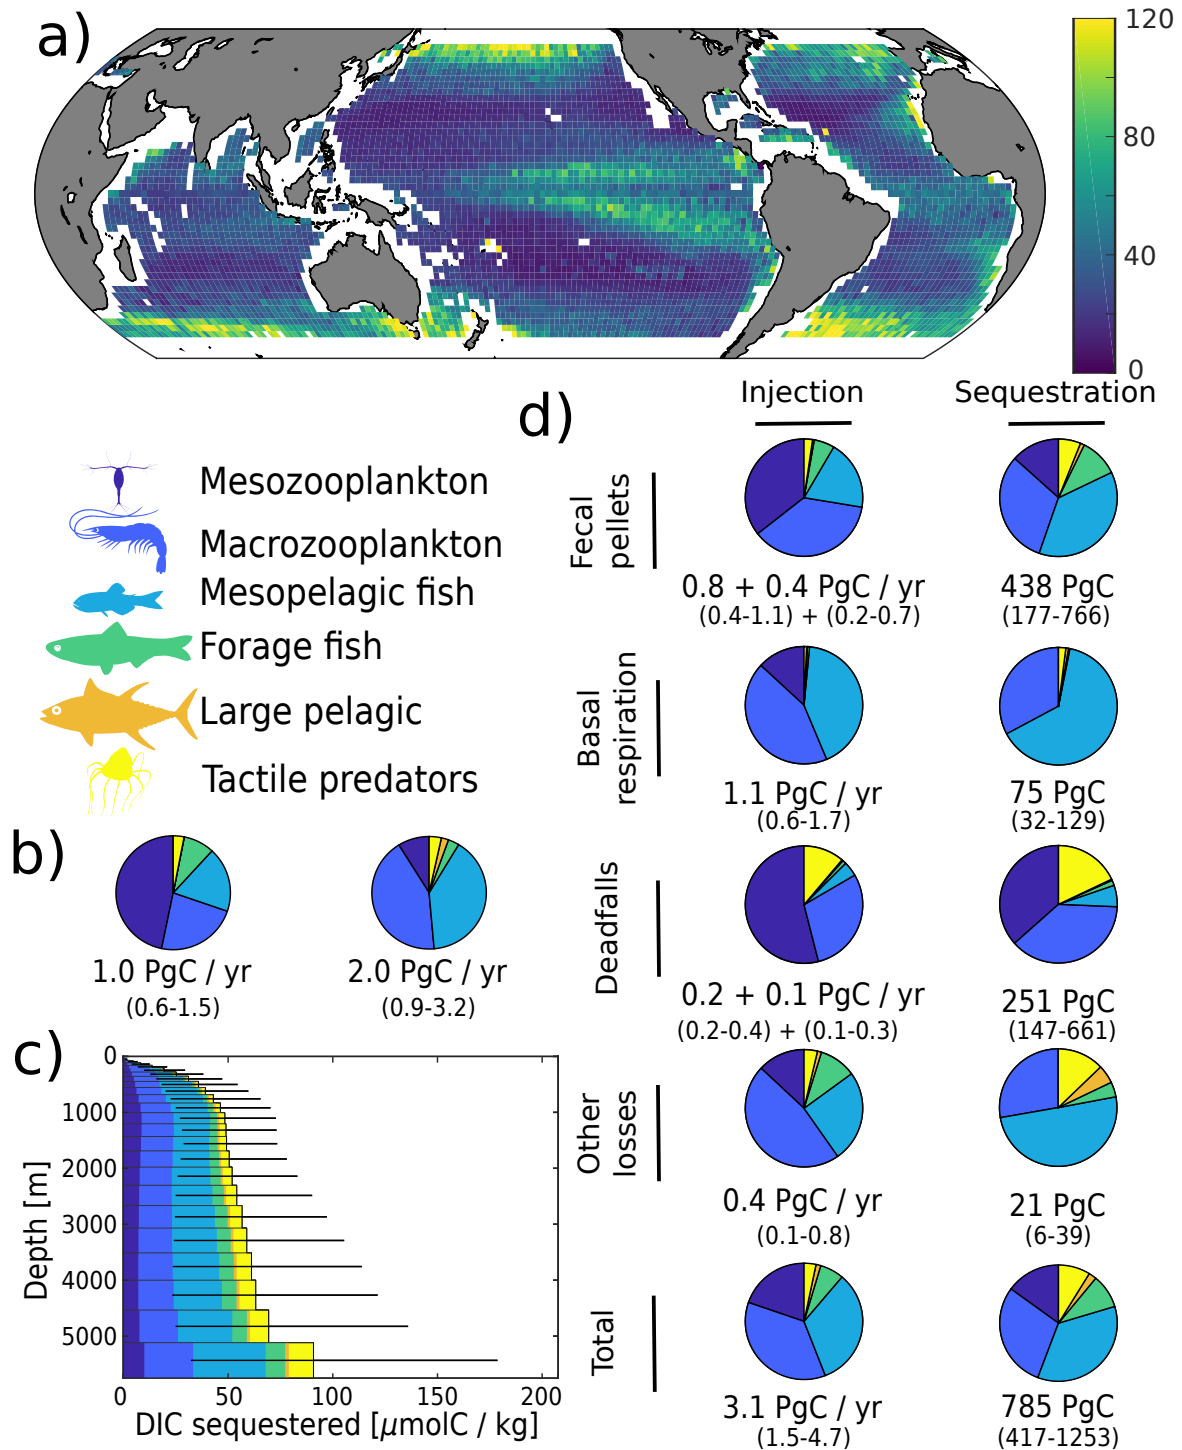 a)
120
80
40
0
Mesozooplankton
Macrozooplankton
Mesopelagic fish
Forage fish
Large pelagic
Tactile predators
b)
1.0 PgC / yr
(0.6-1.5)
2.0 PgC / yr
(0.9-3.2)
c)
0
1000
2000
3000
4000
5000
Depth [m]
0
50
100
150
200
DIC sequestered [μmolC / kg]
d)
Injection
Sequestration
Fecal
pellets
0.8 + 0.4 PgC / yr
(0.4-1.1) + (0.2-0.7)
438 PgC
(177-766)
Basal
respiration
1.1 PgC / yr
(0.6-1.7)
75 PgC
(32-129)
Deadfalls
0.2 + 0.1 PgC / yr
(0.2-0.4) + (0.1-0.3)
251 PgC
(147-661)
Other
losses
0.4 PgC / yr
(0.1-0.8)
21 PgC
(6-39)
Total
3.1 PgC / yr
(1.5-4.7)
785 PgC
(417-1253)